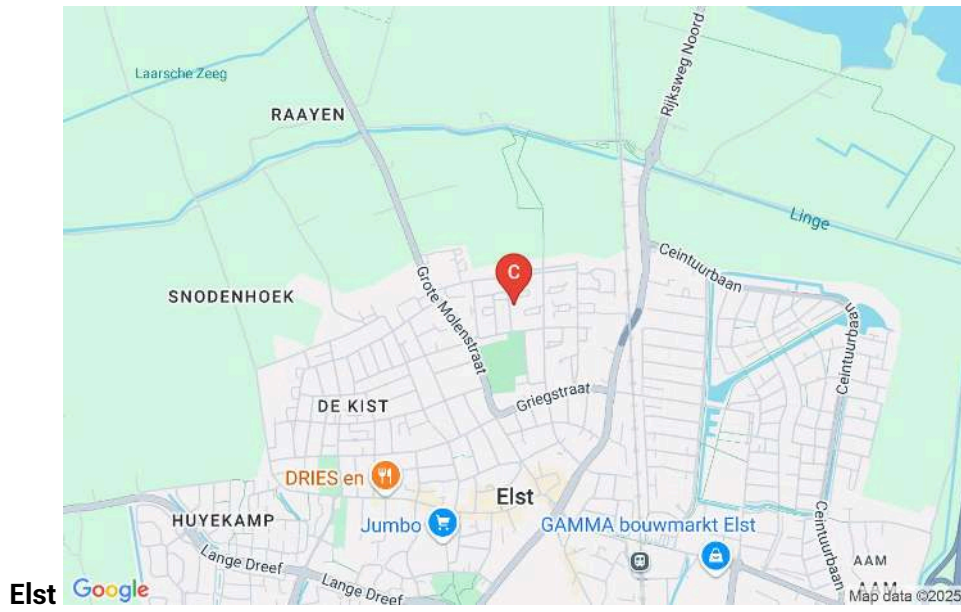 Laarsche Zeeg
RAAYEN
Rijksweg Noord
Linge
Ceintuurbaan
SNODENHOEK
C
Grote Molenstraat
Ceintuurbaan
DE KIST
Griegstraat
DRIES en
Elst
Jumbo
GAMMA bouwmarkt Elst
HUYEKAMP
Lange Dreef
Ceintuurbaan
AAM
AAM
Lange Dreef
Elst
Google
Map data ©2025